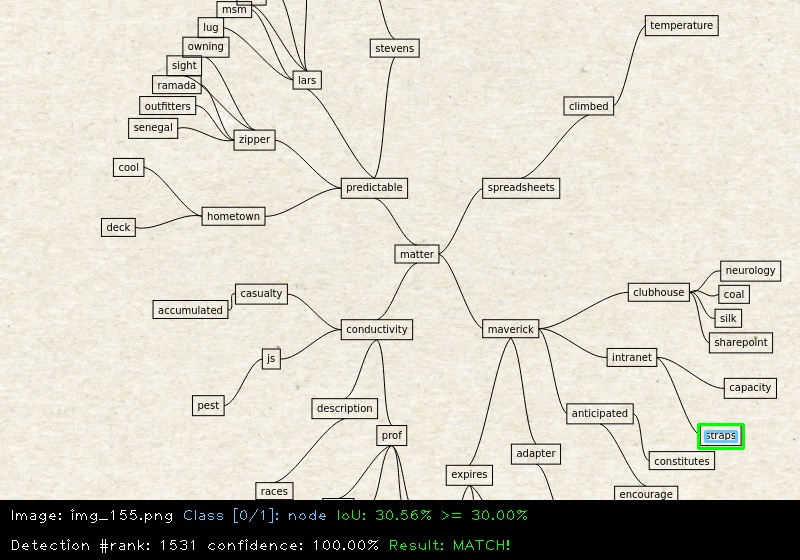 msm
lug
owning
sight
ramada
outfitters
senegal
cool
deck
lars
zipper
hometown
stevens
predictable
temperature
climbed
spreadsheets
matter
casualty
accumulated
conductivity
js
pest
description
prof
races
maverick
clubhouse
neurology
coal
silk
sharepoint
intranet
capacity
straps
anticipated
constitutes
encourage
adapter
expires
Image: img_155.png Class [0/1]: node IoU: 30.56% >= 30.00%
Detection #rank: 1531 confidence: 100.00% Result: MATCH!